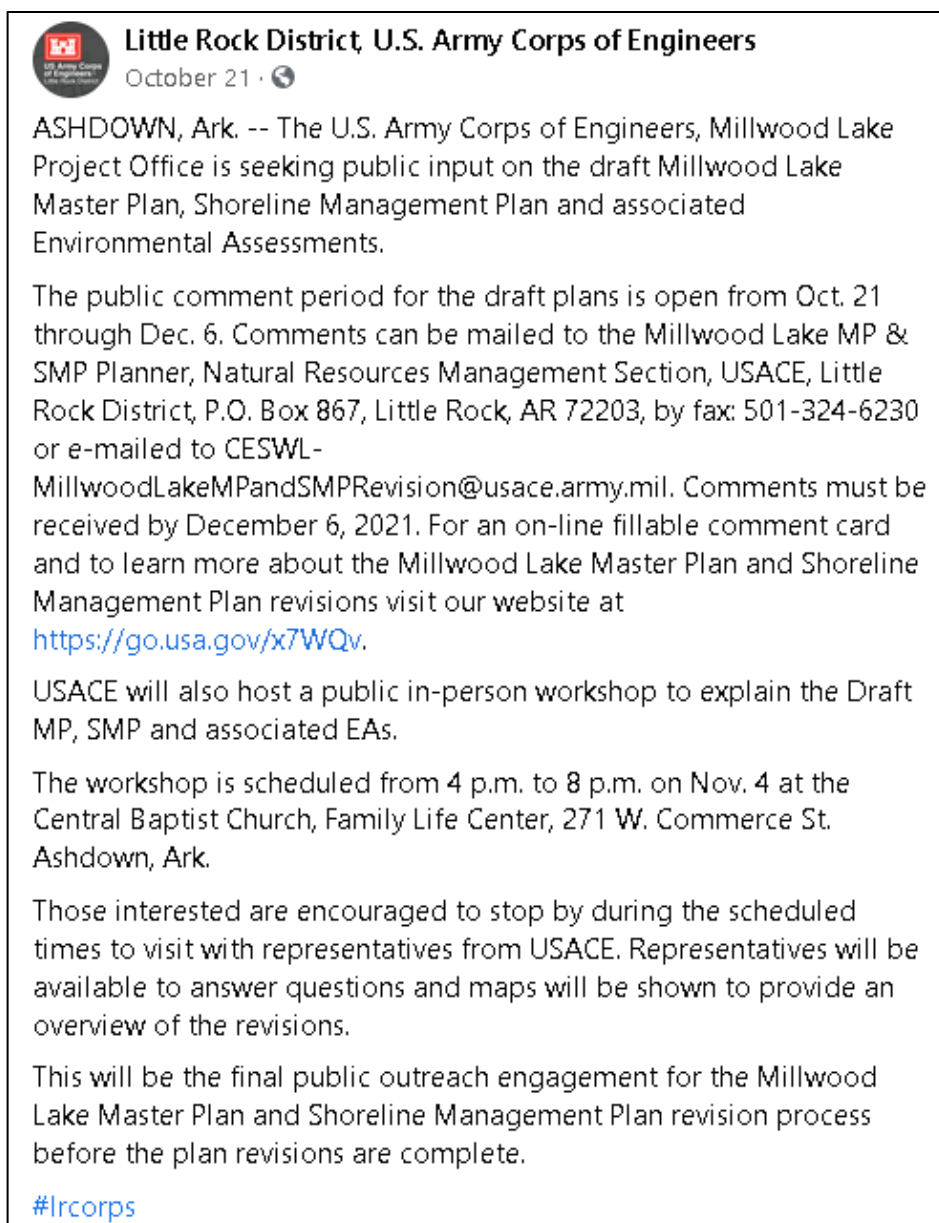 Little Rock District, U.S. Army Corps of Engineers
US Army Corps
of Engineers
Little Rock District
October 21 ·
ASHDOWN, Ark. -- The U.S. Army Corps of Engineers, Millwood Lake
Project Office is seeking public input on the draft Millwood Lake
Master Plan, Shoreline Management Plan and associated
Environmental Assessments.
The public comment period for the draft plans is open from Oct. 21
through Dec. 6. Comments can be mailed to the Millwood Lake MP &
SMP Planner, Natural Resources Management Section, USACE, Little
Rock District, P.O. Box 867, Little Rock, AR 72203, by fax: 501-324-6230
or e-mailed to CESWL-
MillwoodLakeMPandSMPRevision@usace.army.mil. Comments must be
received by December 6, 2021. For an on-line fillable comment card
and to learn more about the Millwood Lake Master Plan and Shoreline
Management Plan revisions visit our website at
https://go.usa.gov/x7WQv.
USACE will also host a public in-person workshop to explain the Draft
MP, SMP and associated EAs.
The workshop is scheduled from 4 p.m. to 8 p.m. on Nov. 4 at the
Central Baptist Church, Family Life Center, 271 W. Commerce St.
Ashdown, Ark.
Those interested are encouraged to stop by during the scheduled
times to visit with representatives from USACE. Representatives will be
available to answer questions and maps will be shown to provide an
overview of the revisions.
This will be the final public outreach engagement for the Millwood
Lake Master Plan and Shoreline Management Plan revision process
before the plan revisions are complete.
#lrcorps